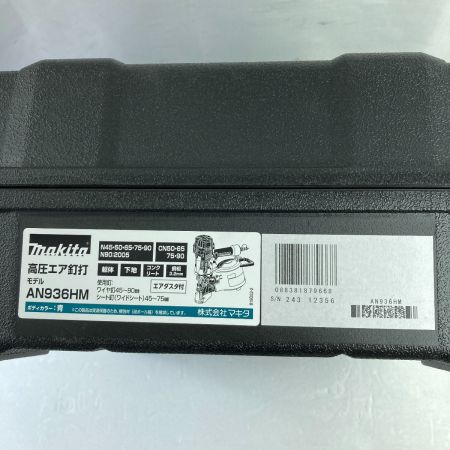 makita
高圧エア釘打
モデル
AN936HM
ボディカラー：青
N45・50・65・75・90
N90:2005
CN50・65
75・90
躯体
下地
コンクリート
鋼板
3.2mm
使用釘
ワイヤ釘45〜90mm
シート釘(ワイドシート)45〜75mm
エアダスタ付
株式会社マキタ
088381879668
S/N 243 12356
AN936HM